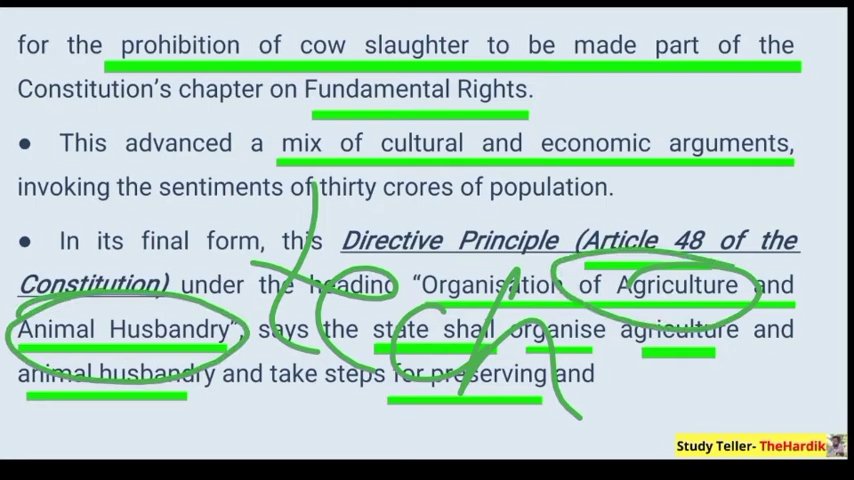 for the prohibition of cow slaughter to be made part of the
Constitution’s chapter on Fundamental Rights.
● This advanced a mix of cultural and economic arguments,
invoking the sentiments of thirty crores of population.
● In its final form, this Directive Principle (Article 48 of the
Constitution) under the heading “Organisation of Agriculture and
Animal Husbandry”, says the state shall organise agriculture and
animal husbandry and take steps for preserving and
tech
Study Teller- TheHardik